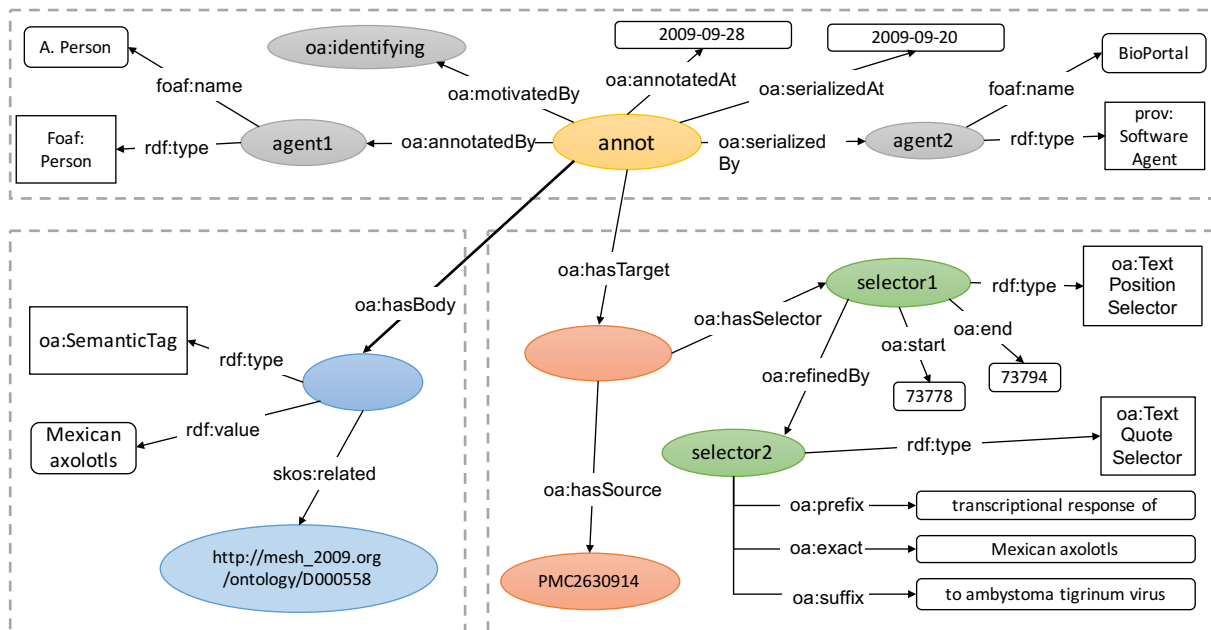 A. Person
oa:identifying
2009-09-28
2009-09-20
BioPortal
foaf:name
oa:motivatedBy
oa:annotatedAt
oa:serializedAt
foaf:name
Foaf:
Person
rdf:type
agent1
oa:annotatedBy
annot
oa:serialized
By
agent2
rdf:type
prov:
Software
Agent
oa:hasBody
oa:SemanticTag
rdf:type
Mexican
axolotls
rdf:value
skos:related
http://mesh_2009.org
/ontology/D000558
oa:hasTarget
oa:hasSelector
selector1
rdf:type
oa:Text
Position
Selector
oa:start
oa:end
73778
73794
oa:refinedBy
selector2
rdf:type
oa:Text
Quote
Selector
oa:hasSource
PMC2630914
oa:prefix
transcriptional response of
oa:exact
Mexican axolotls
oa:suffix
to ambystoma tigrinum virus